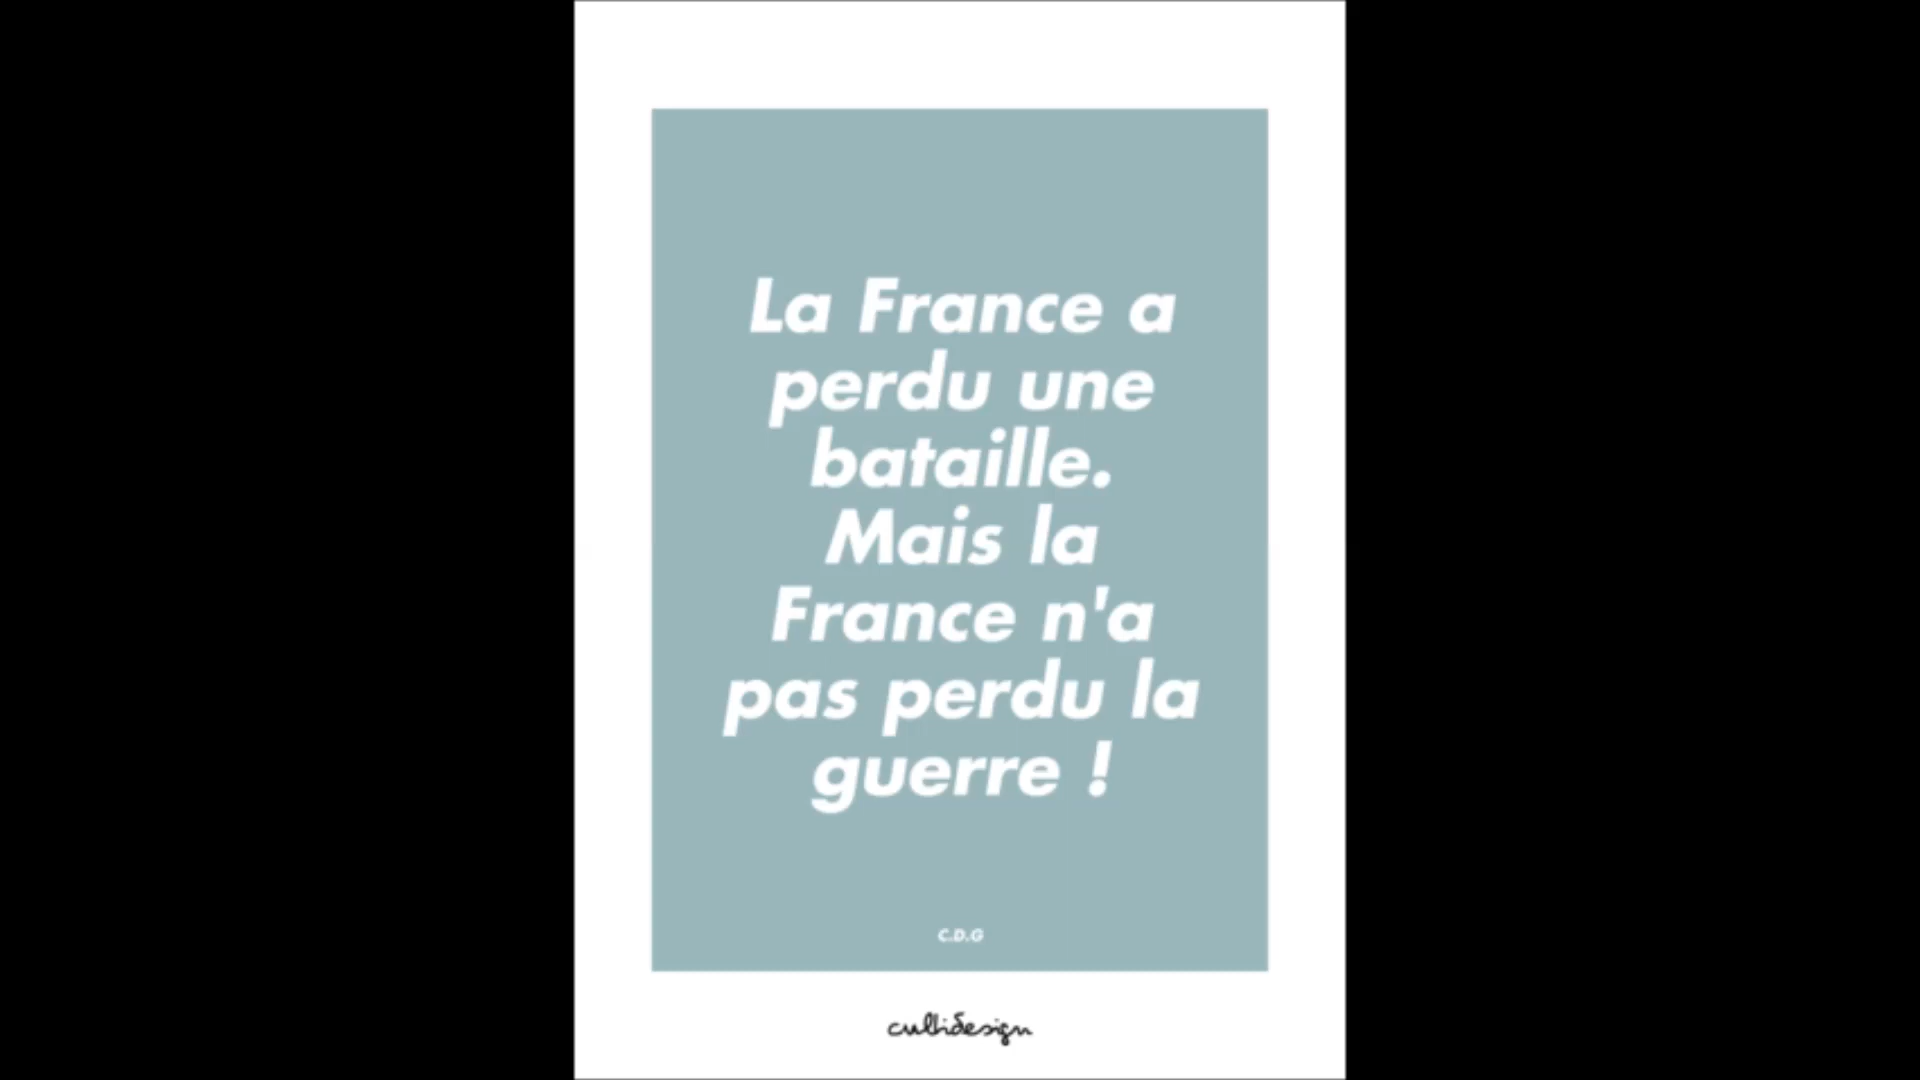 La France a
perdu une
bataille.
Mais la
France n'a
pas perdu la
guerre !
C.D.G
cultidesign